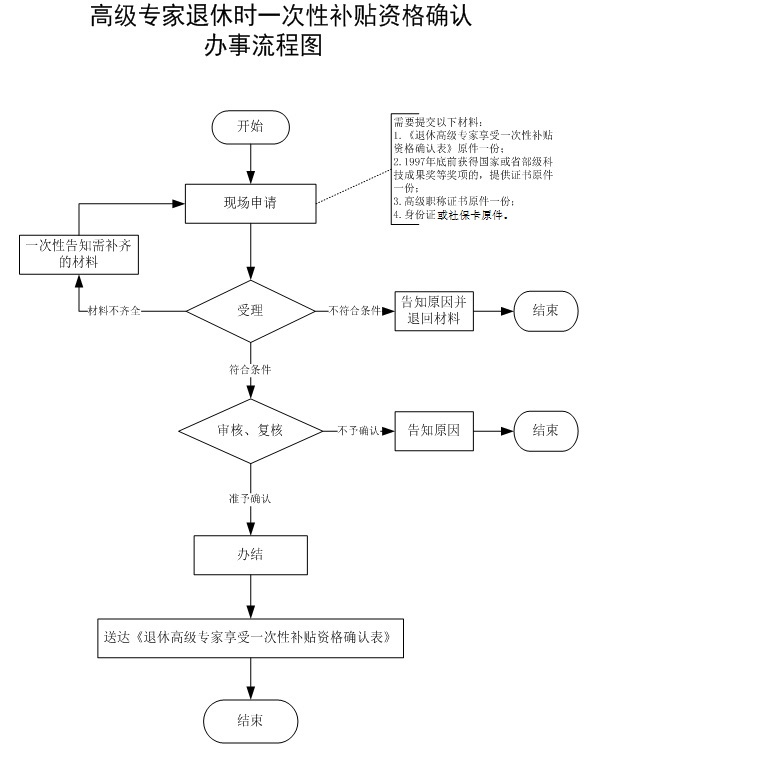 高级专家退休时一次性补贴资格确认
办事流程图
开始
需要提交以下材料：
1.《退休高级专家享受一次性补贴
资格确认表》原件一份；
2.1997年底前获得国家或省部级科
技成果奖等奖项的，提供证书原件
一份；
3.高级职称证书原件一份；
4.身份证或社保卡原件。
现场申请
一次性告知需补齐
的材料
材料不齐全
受理
不符合条件
告知原因并
退回材料
结束
符合条件
审核、复核
不予确认
告知原因
结束
准予确认
办结
送达《退休高级专家享受一次性补贴资格确认表》
结束